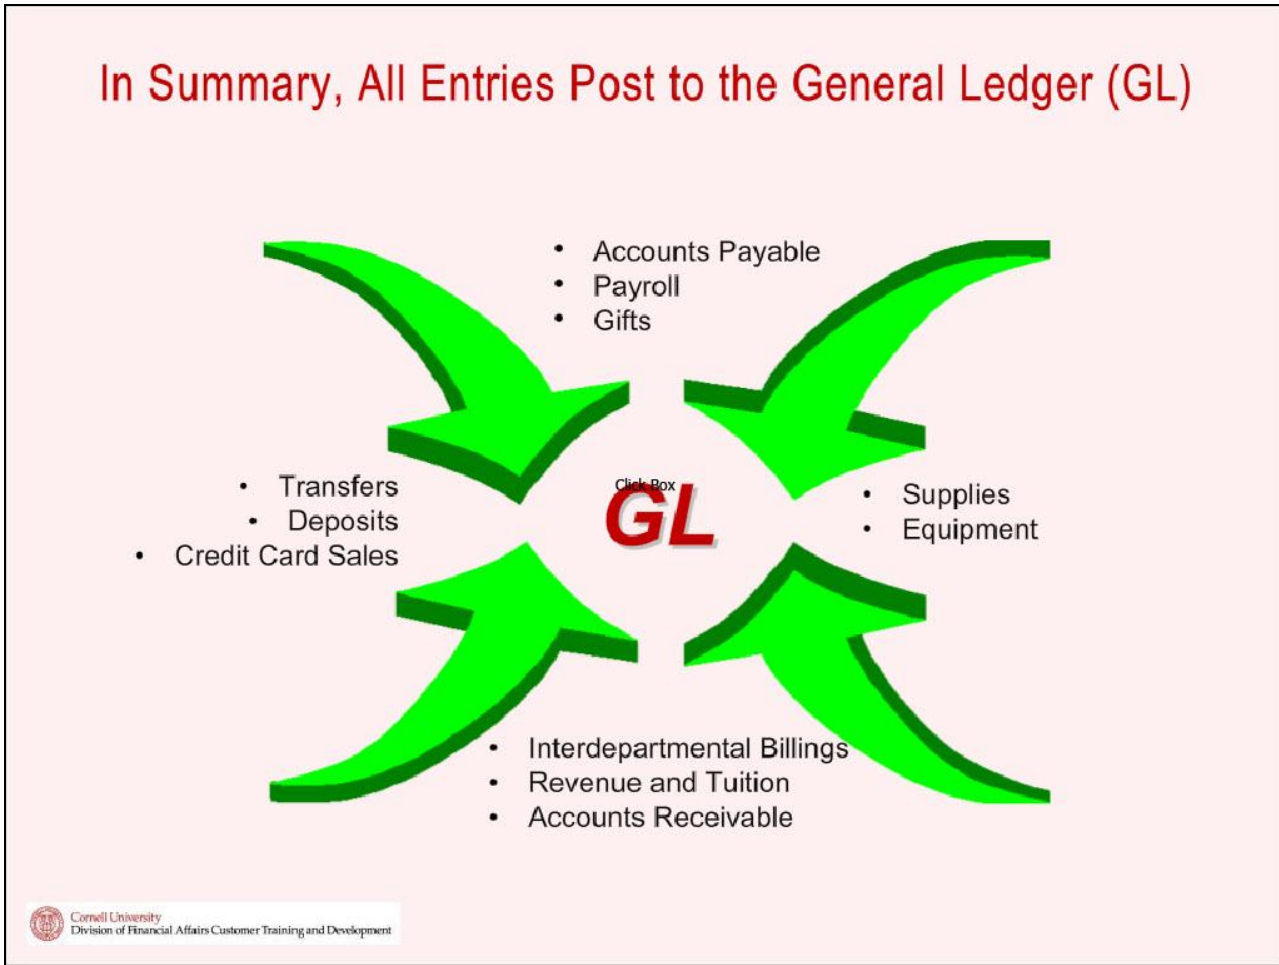 In Summary, All Entries Post to the General Ledger (GL)
• Accounts Payable
• Payroll
• Gifts
• Transfers
• Deposits
• Credit Card Sales
Click Box
GL
• Supplies
• Equipment
• Interdepartmental Billings
• Revenue and Tuition
• Accounts Receivable
Cornell University
Division of Financial Affairs Customer Training and Development